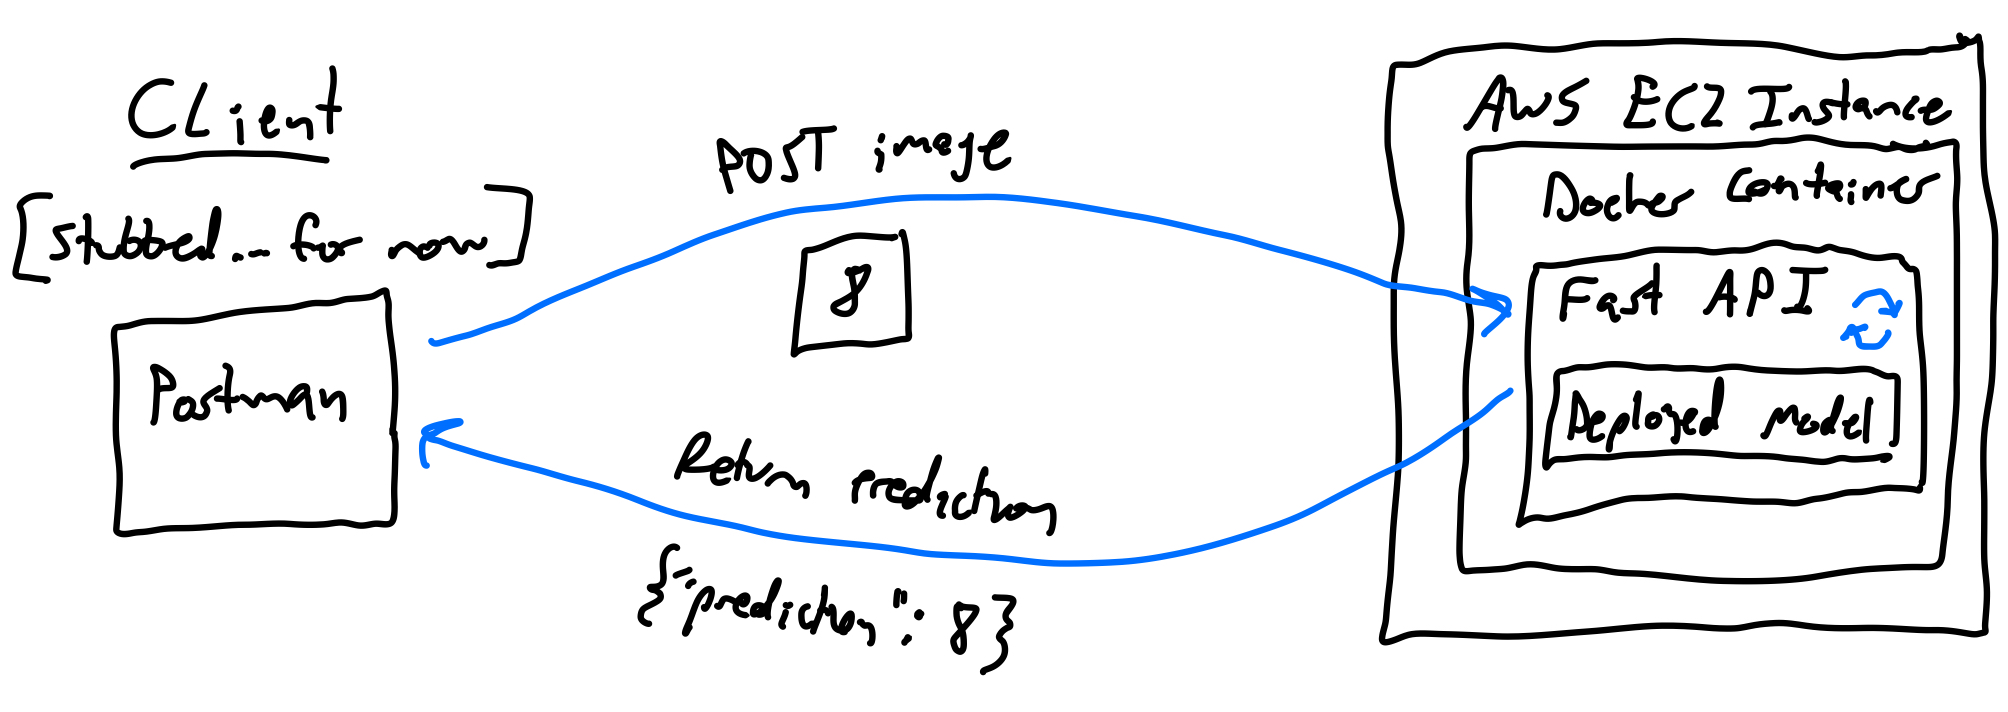 CLient
[Stubbed... for now]
Postman
POST image
8
Return prediction
{"prediction": 8}
AWS EC2 Instance
Docker Container
Fast API
Deployed Model